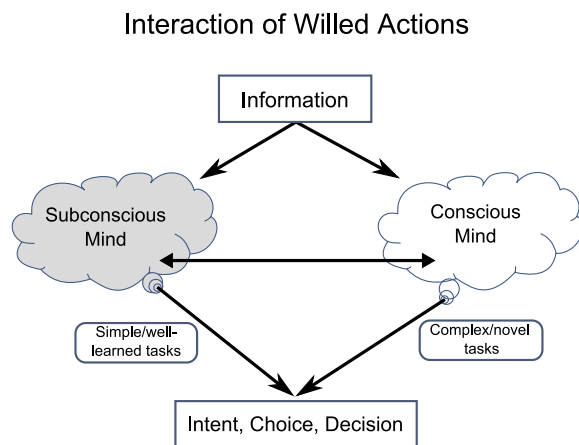 Interaction of Willed Actions
Information
Subconscious
Mind
Conscious
Mind
Simple/well-
learned tasks
Complex/novel
tasks
Intent, Choice, Decision